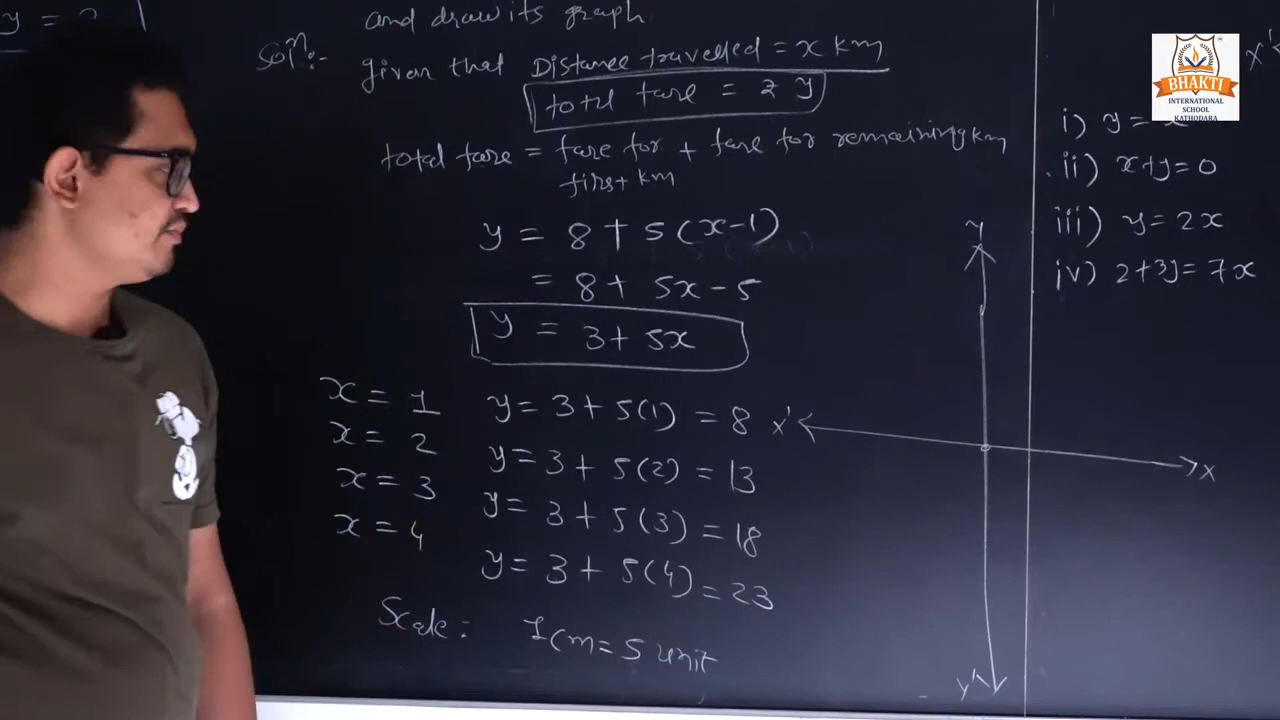 y = 2
and draw its graph
Soln:- given that Distance travelled = x km
total fare = ₹ y
total fare = fare for + fare for remaining km
first km
y = 8 + 5(x-1)
= 8 + 5x - 5
y = 3 + 5x
x = 1 y = 3 + 5(1) = 8
x = 2 y = 3 + 5(2) = 13
x = 3 y = 3 + 5(3) = 18
x = 4 y = 3 + 5(4) = 23
Scale: 1cm = 5 unit
y
x'
x
y'
x'
i) y = x
ii) x+y=0
iii) y=2x
iv) 2+3y=7x
BHAKTI
INTERNATIONAL
SCHOOL
KATHODARA